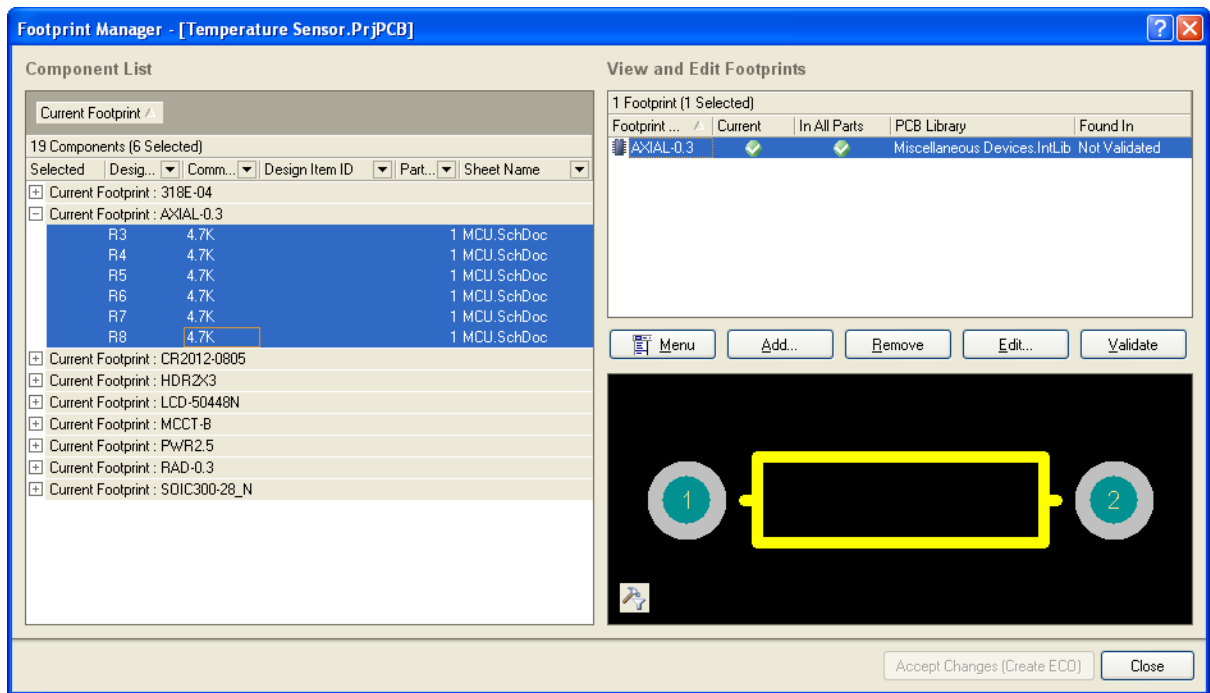 Footprint Manager - [Temperature Sensor.PrjPCB]
Component List
Current Footprint
19 Components (6 Selected)
Selected Desig... Comm... Design Item ID Part... Sheet Name
Current Footprint : 318E-04
Current Footprint : AXIAL-0.3
R3 4.7K 1 MCU.SchDoc
R4 4.7K 1 MCU.SchDoc
R5 4.7K 1 MCU.SchDoc
R6 4.7K 1 MCU.SchDoc
R7 4.7K 1 MCU.SchDoc
R8 4.7K 1 MCU.SchDoc
Current Footprint : CR2012-0805
Current Footprint : HDR2X3
Current Footprint : LCD-50448N
Current Footprint : MCCT-B
Current Footprint : PWR2.5
Current Footprint : RAD-0.3
Current Footprint : SOIC300-28_N
View and Edit Footprints
1 Footprint (1 Selected)
Footprint ... Current In All Parts PCB Library Found In
AXIAL-0.3 Miscellaneous Devices.IntLib Not Validated
Menu Add... Remove Edit... Validate
1 2
Accept Changes (Create ECO) Close